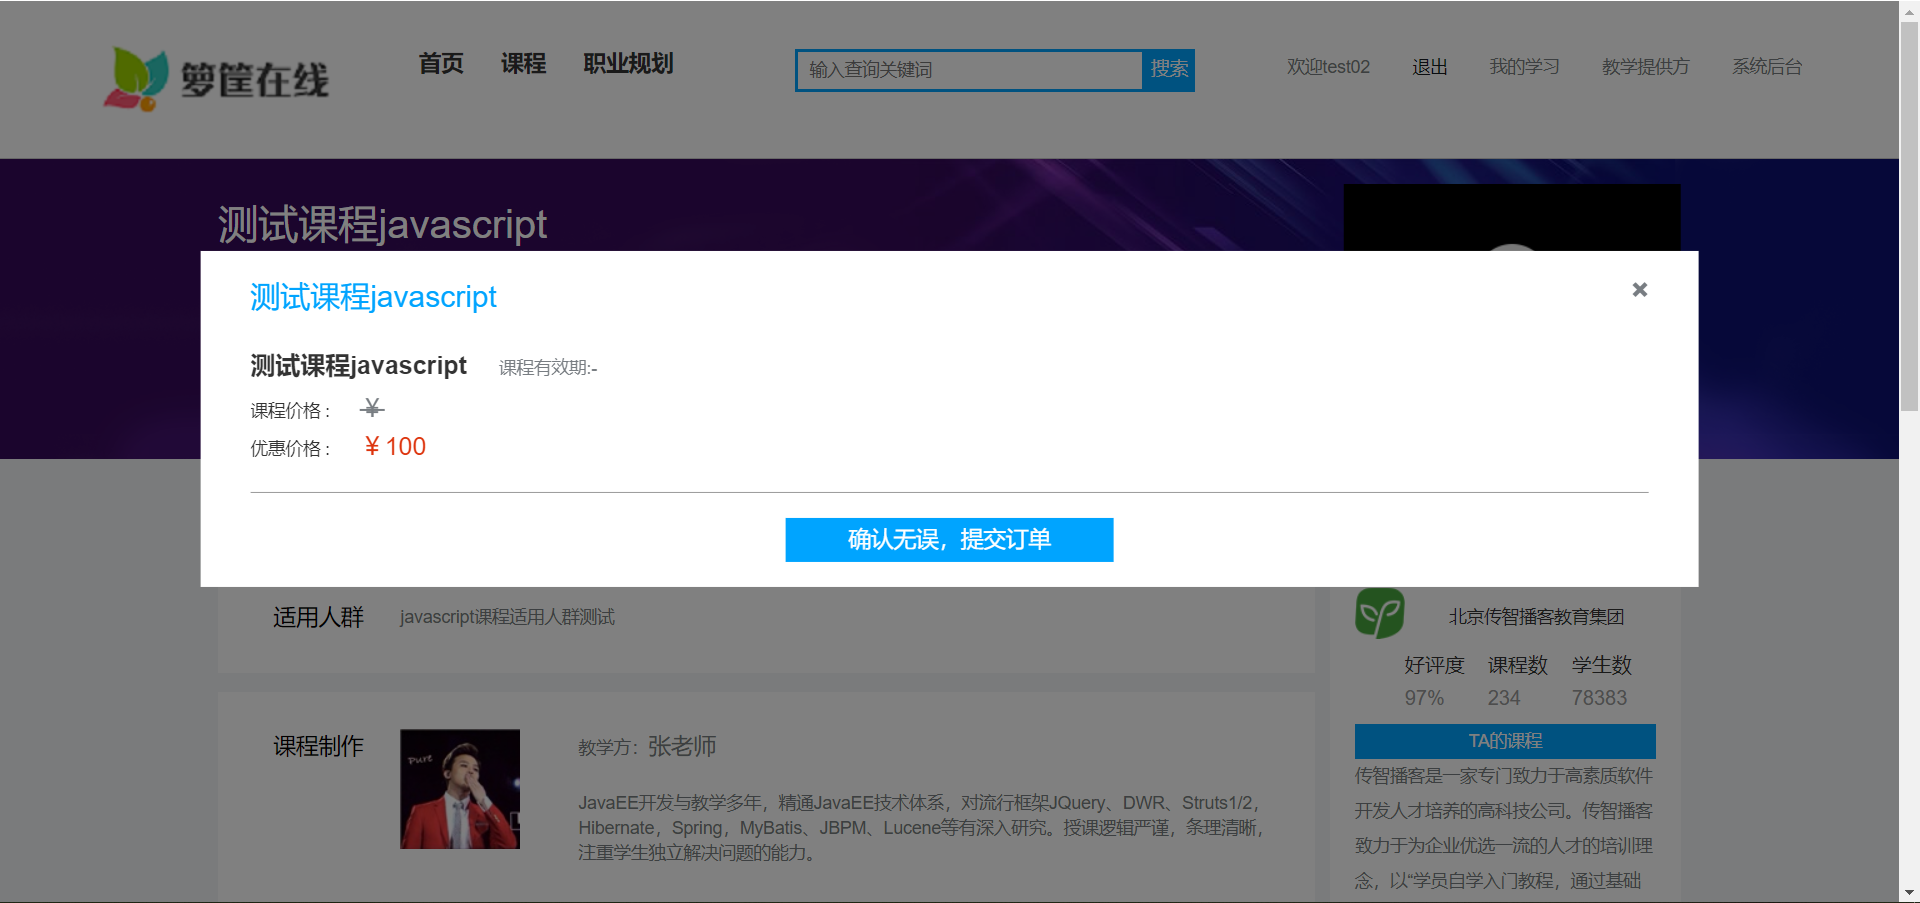 箩筐在线
首页 课程 职业规划
输入查询关键词 搜索
欢迎test02 退出 我的学习 教学提供方 系统后台
测试课程javascript
测试课程javascript
测试课程javascript 课程有效期:-
课程价格： ¥
优惠价格： ¥ 100
确认无误，提交订单
适用人群 javascript课程适用人群测试
北京传智播客教育集团
好评度 课程数 学生数
97% 234 78383
TA的课程
传智播客是一家专门致力于高素质软件
开发人才培养的高科技公司。传智播客
致力于为企业优选一流的人才的培训理
念，以“学员自学入门教程，通过基础
课程制作
Pure
教学方：张老师
JavaEE开发与教学多年，精通JavaEE技术体系，对流行框架JQuery、DWR、Struts1/2，
Hibernate，Spring，MyBatis、JBPM、Lucene等有深入研究。授课逻辑严谨，条理清晰，
注重学生独立解决问题的能力。